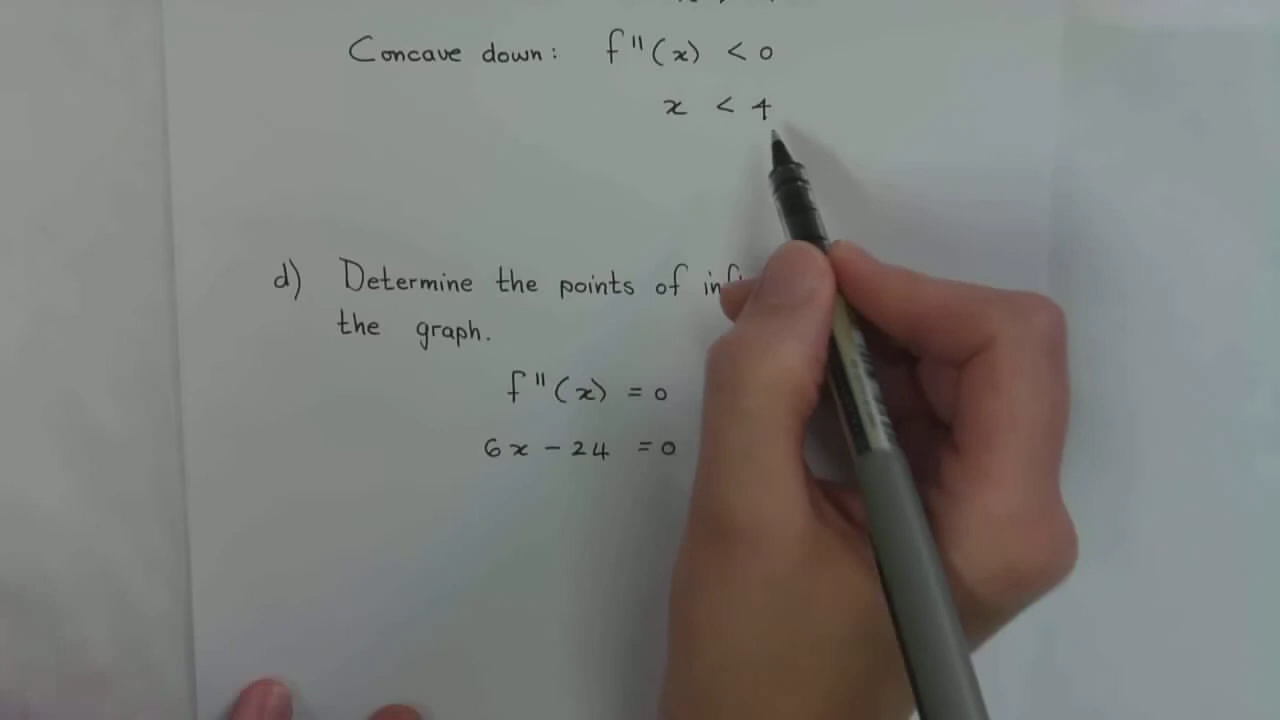 Concave down: f''(x) < 0
x < 4
d) Determine the points of
the graph.
f''(x) = 0
6x - 24 = 0